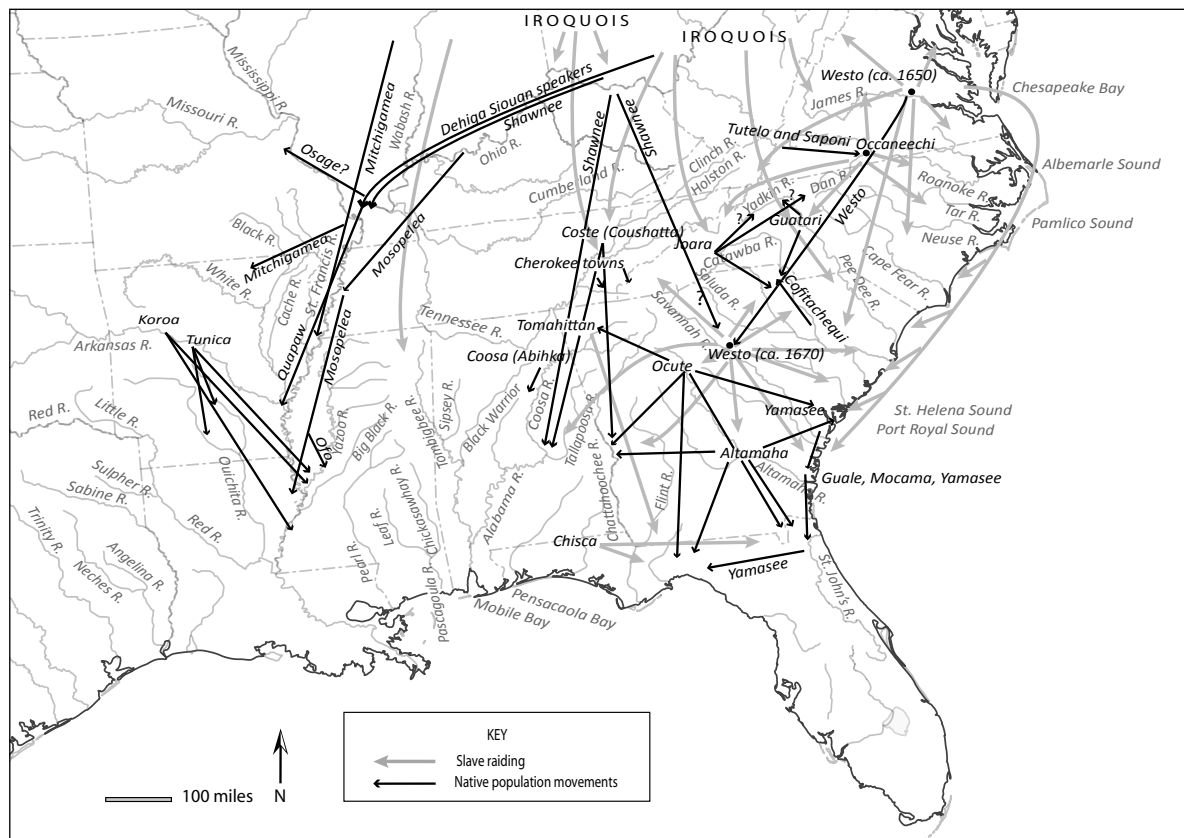 IROQUOIS
IROQUOIS
Mississippi R.
Missouri R.
Wabash R.
Mitchigamea
Dehiga Siouan speakers
Shawnee
Ohio R.
Osage?
Shawnee
Shawnee
Westo (ca. 1650)
Chesapeake Bay
James R.
Tutelo and Saponi
Occaneechi
Albemarle Sound
Clinch R.
Holston R.
Cumberland R.
Yadkin R.
Dan R.
Roanoke R.
Tar R.
Pamlico Sound
Neuse R.
Westo
?
?
Guatari
Black R.
Mitchigamea
White R.
Cache R.
St. Francis R.
Mosopelea
Coste (Coushatta)
Joara
Catawba R.
Cherokee towns
Saluda R.
?
Cofitachequi
Pee Dee R.
Cape Fear R.
Koroa
Arkansas R.
Tunica
Quapaw
Mosopelea
Tennessee R.
Tomahittan
Savannah R.
Coosa (Abihka)
Westo (ca. 1670)
Ocute
Red R.
Little R.
Yazoo R.
Ofo
Big Black R.
Tombigbee R.
Sipsey R.
Black Warrior
Coosa R.
Tallapoosa R.
Yamasee
St. Helena Sound
Port Royal Sound
Sulpher R.
Sabine R.
Ouichita R.
Altamaha
Altamaha R.
Guale, Mocama, Yamasee
Trinity R.
Neches R.
Angelina R.
Red R.
Pearl R.
Leaf R.
Chickasawhay R.
Pascagoula R.
Alabama R.
Chattahoochee R.
Flint R.
Chisca
Yamasee
St. John's R.
Mobile Bay
Pensacaola Bay
KEY
Slave raiding
Native population movements
100 miles
N